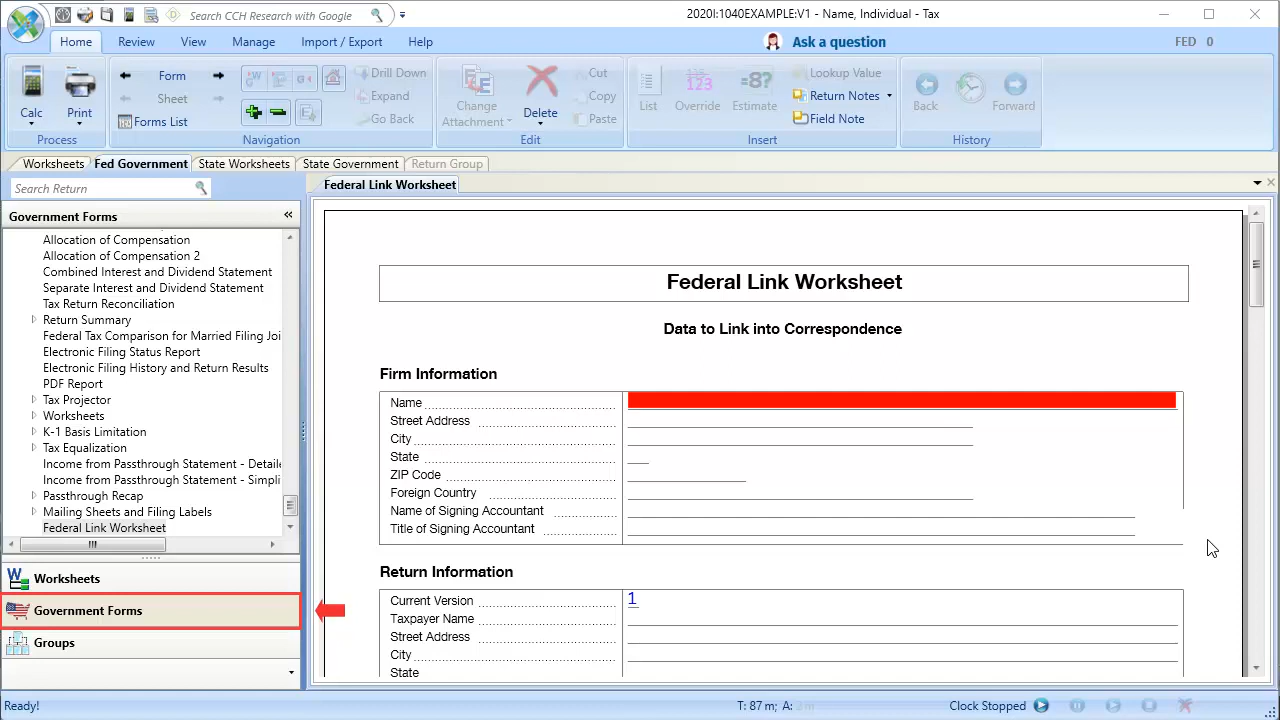 Search CCH Research with Google
2020I:1040EXAMPLE:V1 - Name, Individual - Tax
Home Review View Manage Import / Export Help
Ask a question
FED 0
Calc
Print
Process
Form
Sheet
Forms List
Drill Down
Expand
Go Back
Navigation
Change
Attachment
Delete
Cut
Copy
Paste
Edit
List
123
Override
=8?
Estimate
Lookup Value
Return Notes
Field Note
Insert
Back
Forward
History
Worksheets Fed Government State Worksheets State Government Return Group
Search Return
Government Forms
Allocation of Compensation
Allocation of Compensation 2
Combined Interest and Dividend Statement
Separate Interest and Dividend Statement
Tax Return Reconciliation
Return Summary
Federal Tax Comparison for Married Filing Joi
Electronic Filing Status Report
Electronic Filing History and Return Results
PDF Report
Tax Projector
Worksheets
K-1 Basis Limitation
Tax Equalization
Income from Passthrough Statement - Detaile
Income from Passthrough Statement - Simpli
Passthrough Recap
Mailing Sheets and Filing Labels
Federal Link Worksheet
Worksheets
Government Forms
Groups
Federal Link Worksheet
Federal Link Worksheet
Data to Link into Correspondence
Firm Information
Name
Street Address
City
State
ZIP Code
Foreign Country
Name of Signing Accountant
Title of Signing Accountant
Return Information
Current Version 1
Taxpayer Name
Street Address
City
State
Ready!
T: 87 m; A:
Clock Stopped